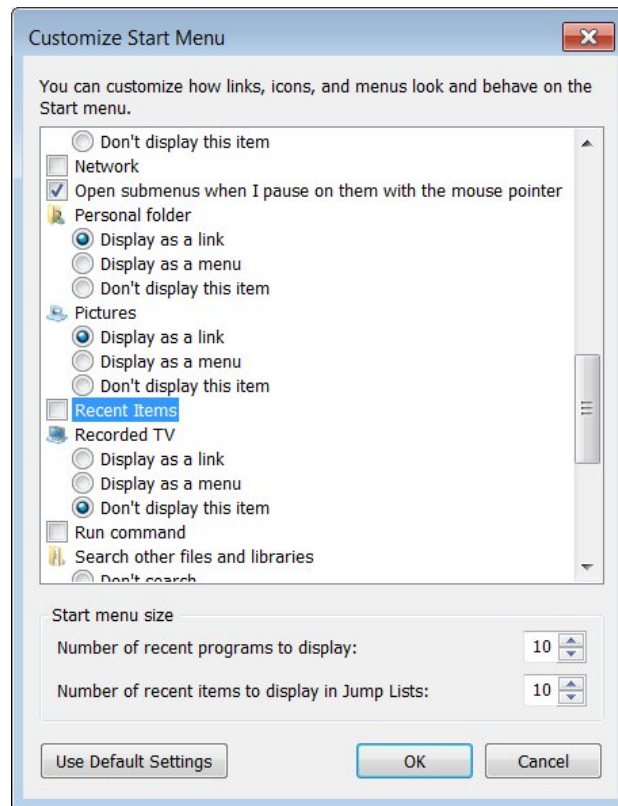 Customize Start Menu
You can customize how links, icons, and menus look and behave on the
Start menu.
Don't display this item
Network
Open submenus when I pause on them with the mouse pointer
Personal folder
Display as a link
Display as a menu
Don't display this item
Pictures
Display as a link
Display as a menu
Don't display this item
Recent Items
Recorded TV
Display as a link
Display as a menu
Don't display this item
Run command
Search other files and libraries
Don't search
Start menu size
Number of recent programs to display: 10
Number of recent items to display in Jump Lists: 10
Use Default Settings OK Cancel